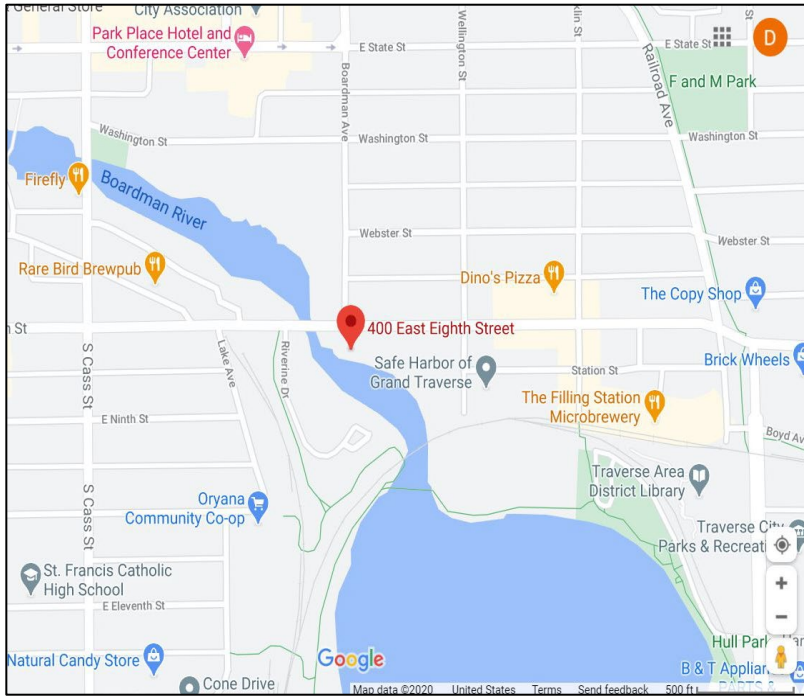 General Store
City Association
Park Place Hotel and
Conference Center
E State St
Boardman Ave
Wellington St
klin St
St
E State St
D
Railroad Ave
F and M Park
Washington St
Washington St
Washington St
Firefly
Boardman River
Rare Bird Brewpub
Webster St
Webster St
Dino's Pizza
The Copy Shop
h St
400 East Eighth Street
S Cass St
Lake Ave
Riverine Dr
Safe Harbor of
Grand Traverse
Station St
Brick Wheels
The Filling Station
Microbrewery
E Ninth St
Boyd Av
Traverse Area
District Library
S Cass St
Oryana
Community Co-op
Traverse City
Parks & Recreati
St. Francis Catholic
High School
E Eleventh St
Natural Candy Store
Google
Hull Park
B & T Applian
PARTS &
Cone Drive
Map data ©2020 United States Terms Send feedback 500 ft